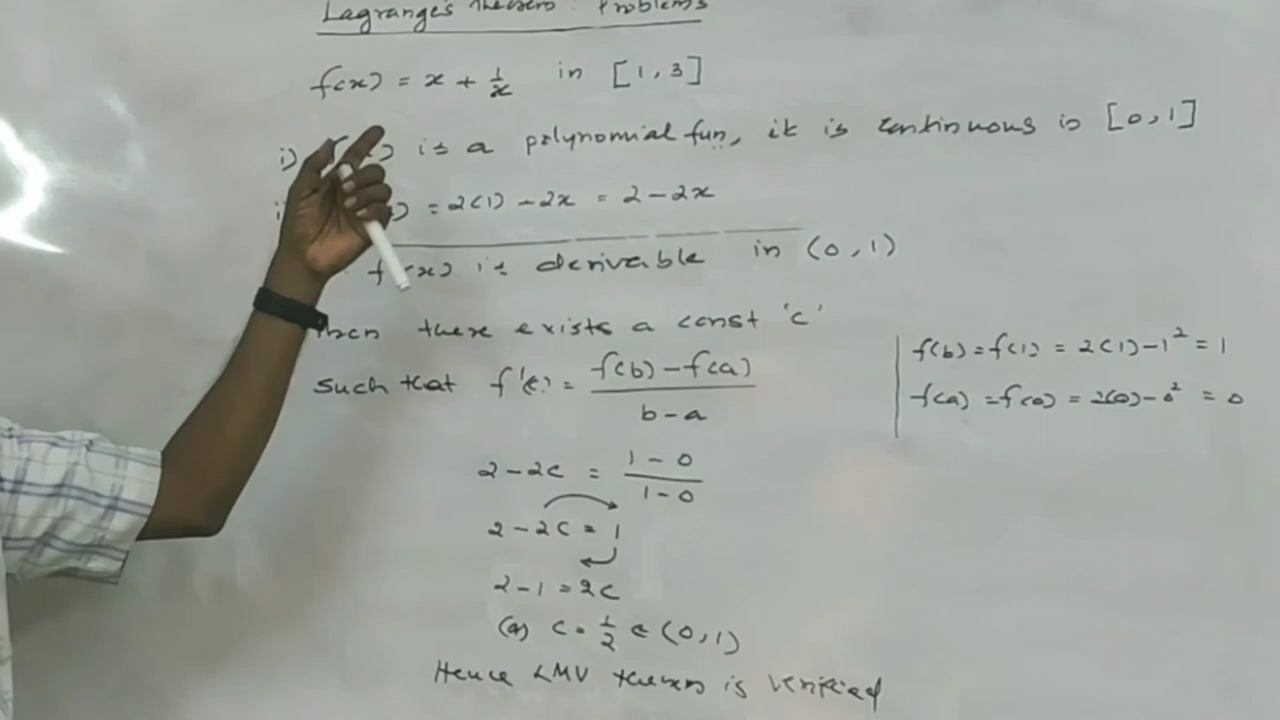 Lagrange's Theorem : Problems
f(x) = x + 1/x in [1, 3]
i) is a polynomial fun, it is continuous in [0, 1]
= 2(1) - 2x = 2 - 2x
f (x) is derivable in (0, 1)
then there exists a const 'c'
such that f'(c) = f(b) - f(a) / b - a
f(b) = f(1) = 2(1) - 1² = 1
f(a) = f(0) = 2(0) - 0² = 0
2 - 2c = 1 - 0 / 1 - 0
2 - 2c = 1
2 - 1 = 2c
(or) c = 1/2 ∈ (0, 1)
Hence LMV theorem is verified